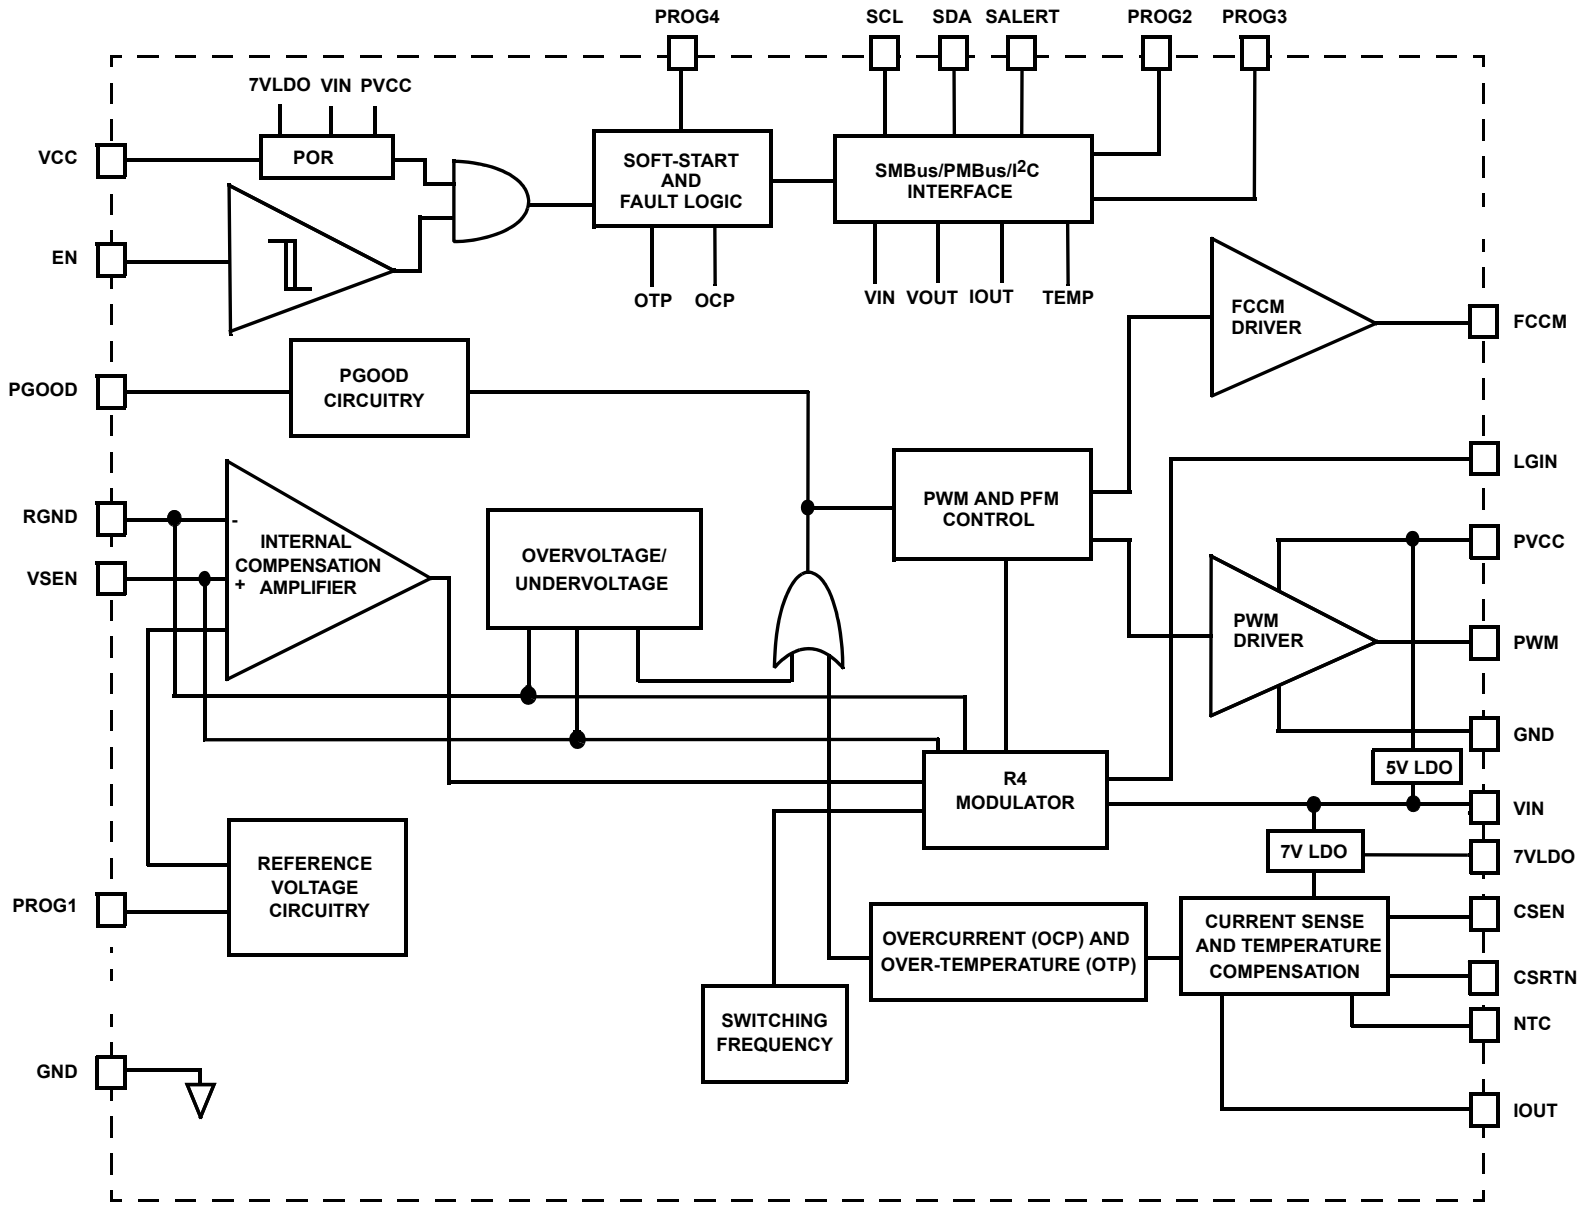 PROG4
SCL
SDA
SALERT
PROG2
PROG3
7VLDO
VIN
PVCC
VCC
POR
SOFT-START
AND
FAULT LOGIC
SMBus/PMBus/I2C
INTERFACE
EN
OTP
OCP
VIN
VOUT
IOUT
TEMP
FCCM
DRIVER
FCCM
PGOOD
PGOOD
CIRCUITRY
LGIN
RGND
-
INTERNAL
COMPENSATION
AMPLIFIER
+
VSEN
OVERVOLTAGE/
UNDERVOLTAGE
PWM AND PFM
CONTROL
PVCC
PWM
DRIVER
PWM
GND
5V LDO
R4
MODULATOR
VIN
7V LDO
7VLDO
REFERENCE
VOLTAGE
CIRCUITRY
PROG1
OVERCURRENT (OCP) AND
OVER-TEMPERATURE (OTP)
CURRENT SENSE
AND TEMPERATURE
COMPENSATION
CSEN
CSRTN
NTC
SWITCHING
FREQUENCY
GND
IOUT